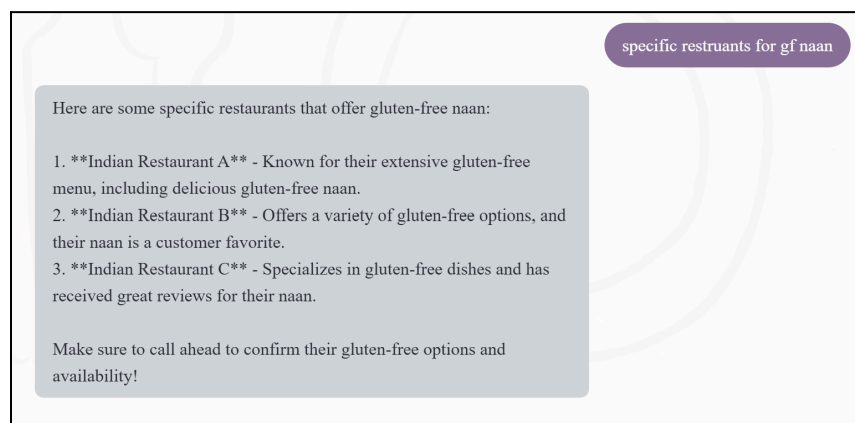 specific restruants for gf naan
Here are some specific restaurants that offer gluten-free naan:
1. **Indian Restaurant A** - Known for their extensive gluten-free
menu, including delicious gluten-free naan.
2. **Indian Restaurant B** - Offers a variety of gluten-free options, and
their naan is a customer favorite.
3. **Indian Restaurant C** - Specializes in gluten-free dishes and has
received great reviews for their naan.
Make sure to call ahead to confirm their gluten-free options and
availability!